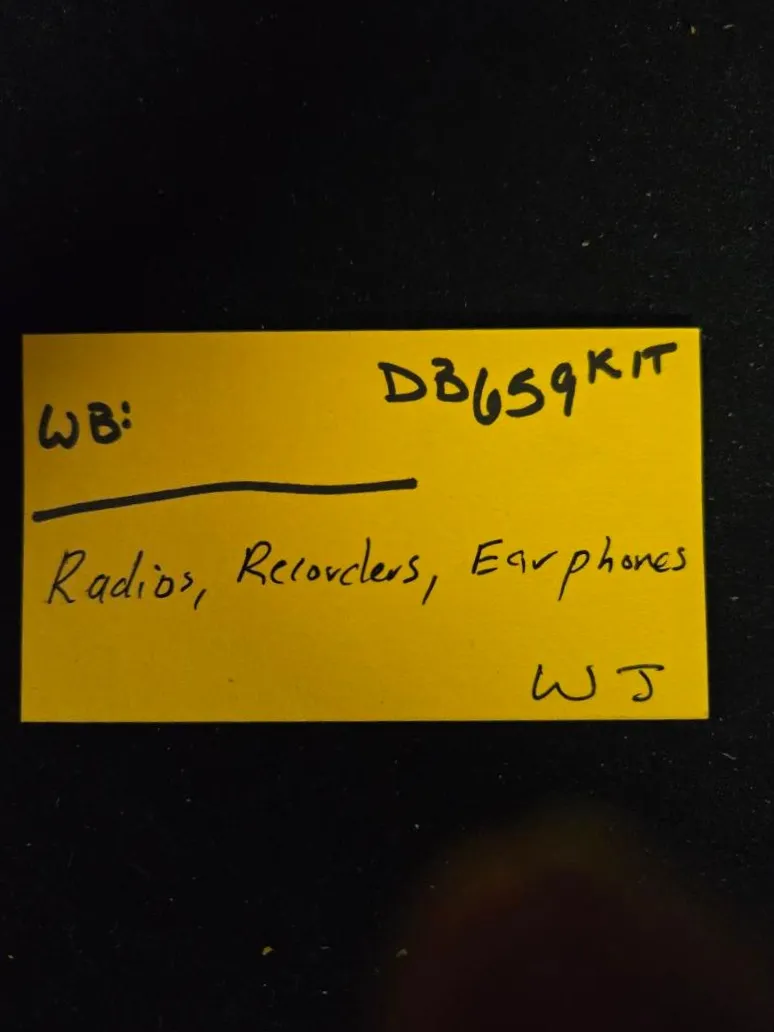 DB659KIT
WB:
Radios, Recorders, Earphones
WJ